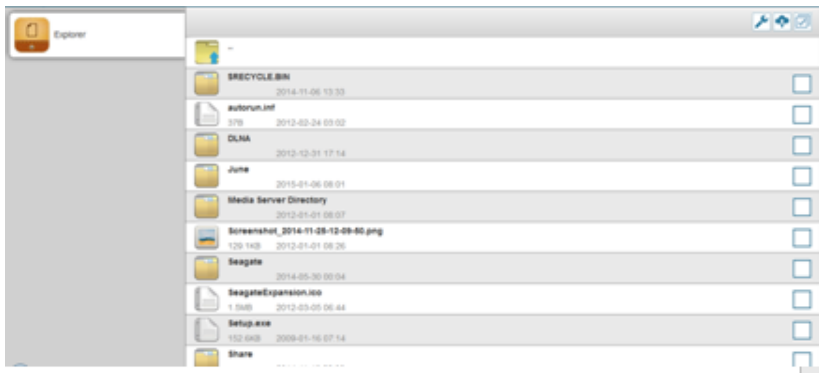 Explorer
..
$RECYCLE.BIN
2014-11-06 13:33
autorun.inf
37B 2012-02-24 03:02
DLNA
2012-12-31 17:14
June
2015-01-06 08:01
Media Server Directory
2012-01-01 08:07
Screenshot_2014-11-25-12-09-50.png
129.1KB 2012-01-01 08:26
Seagate
2014-05-30 00:04
SeagateExpansion.ico
1.5MB 2012-03-05 06:44
Setup.exe
152.6KB 2009-01-16 07:14
Share